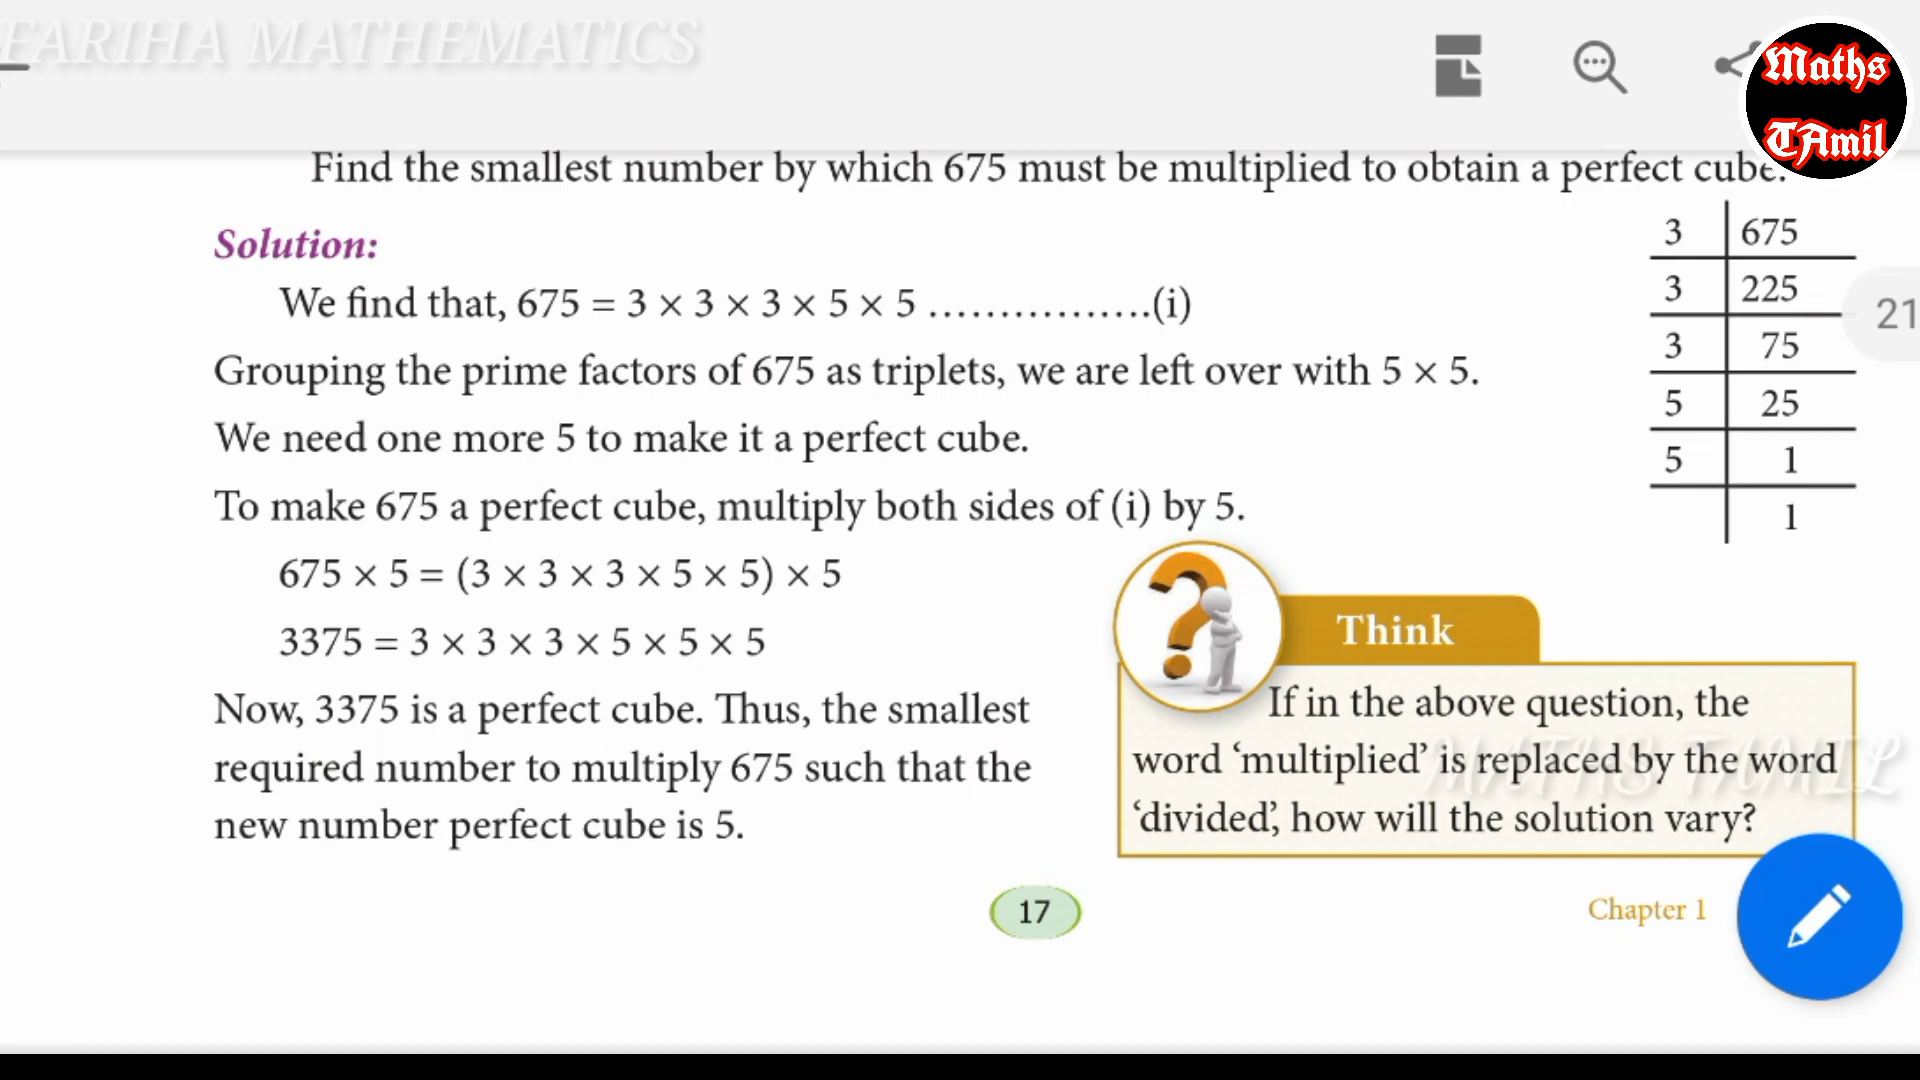 FARIHA MATHEMATICS
Maths
TAmil
Find the smallest number by which 675 must be multiplied to obtain a perfect cube.
3 | 675
3 | 225
3 | 75
5 | 25
5 | 1
1
21
Solution:
We find that, 675 = 3 × 3 × 3 × 5 × 5 ................(i)
Grouping the prime factors of 675 as triplets, we are left over with 5 × 5.
We need one more 5 to make it a perfect cube.
To make 675 a perfect cube, multiply both sides of (i) by 5.
675 × 5 = (3 × 3 × 3 × 5 × 5) × 5
3375 = 3 × 3 × 3 × 5 × 5 × 5
Now, 3375 is a perfect cube. Thus, the smallest
required number to multiply 675 such that the
new number perfect cube is 5.
Think
If in the above question, the
word ‘multiplied’ is replaced by the word
‘divided’, how will the solution vary?
MATHS TAMIL
17
Chapter 1